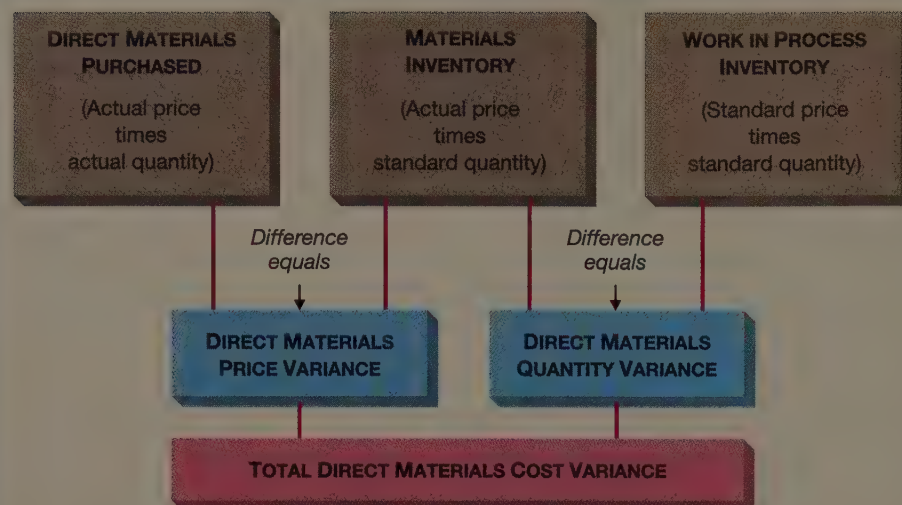 DIRECT MATERIALS
PURCHASED
(Actual price
times
actual quantity)
MATERIALS
INVENTORY
(Actual price
times
standard quantity)
WORK IN PROCESS
INVENTORY
(Standard price
times
standard quantity)
Difference
equals
Difference
equals
DIRECT MATERIALS
PRICE VARIANCE
DIRECT MATERIALS
QUANTITY VARIANCE
TOTAL DIRECT MATERIALS COST VARIANCE